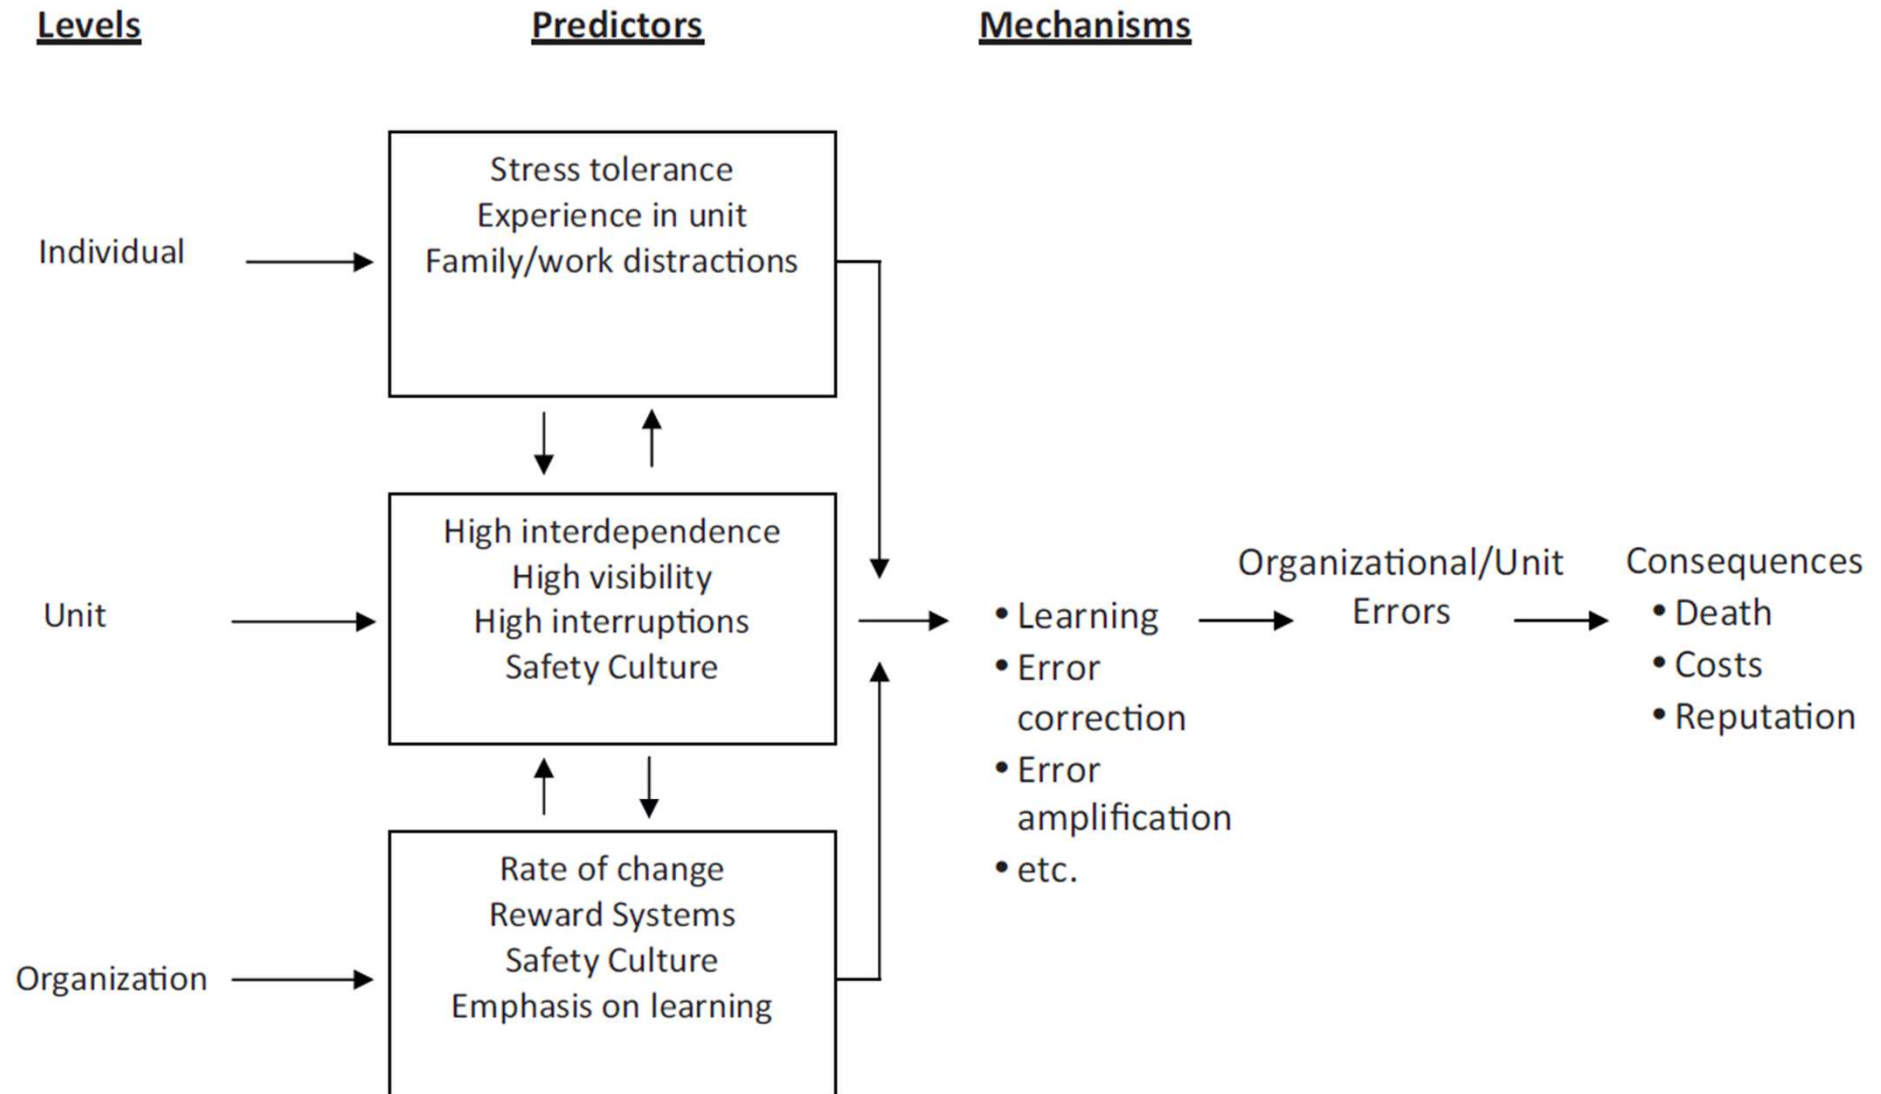 Levels
Predictors
Mechanisms
Individual
Stress tolerance
Experience in unit
Family/work distractions
Unit
High interdependence
High visibility
High interruptions
Safety Culture
Organization
Rate of change
Reward Systems
Safety Culture
Emphasis on learning
• Learning
• Error
correction
• Error
amplification
• etc.
Organizational/Unit
Errors
Consequences
• Death
• Costs
• Reputation